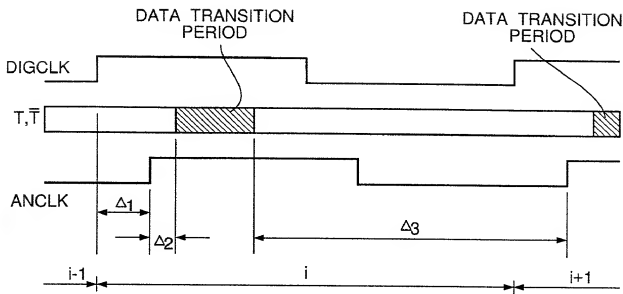 DATA TRANSITION
PERIOD
DATA TRANSITION
PERIOD
DIGCLK
T, T̅
ANCLK
Δ1
Δ2
Δ3
i-1
i
i+1